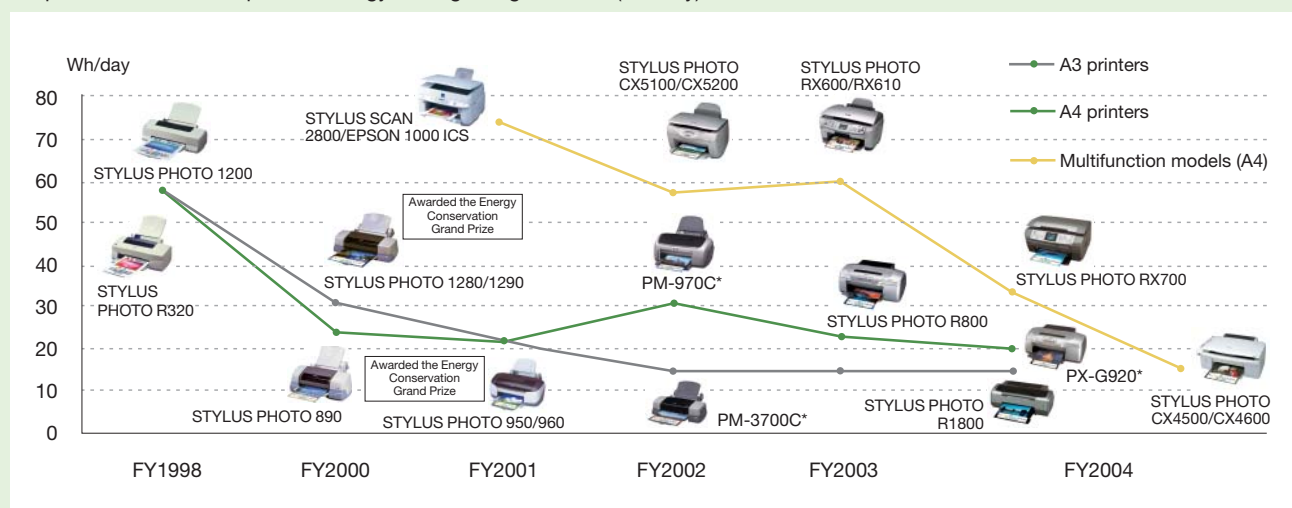 Wh/day
80
70
60
50
40
30
20
10
0
FY1998
FY2000
FY2001
FY2002
FY2003
FY2004
A3 printers
A4 printers
Multifunction models (A4)
STYLUS PHOTO 1200
STYLUS
PHOTO R320
STYLUS SCAN
2800/EPSON 1000 ICS
Awarded the Energy
Conservation
Grand Prize
STYLUS PHOTO 1280/1290
STYLUS PHOTO 890
Awarded the Energy
Conservation
Grand Prize
STYLUS PHOTO 950/960
STYLUS PHOTO
CX5100/CX5200
PM-970C*
PM-3700C*
STYLUS PHOTO
RX600/RX610
STYLUS PHOTO R800
STYLUS PHOTO
R1800
STYLUS PHOTO RX700
PX-G920*
STYLUS PHOTO
CX4500/CX4600